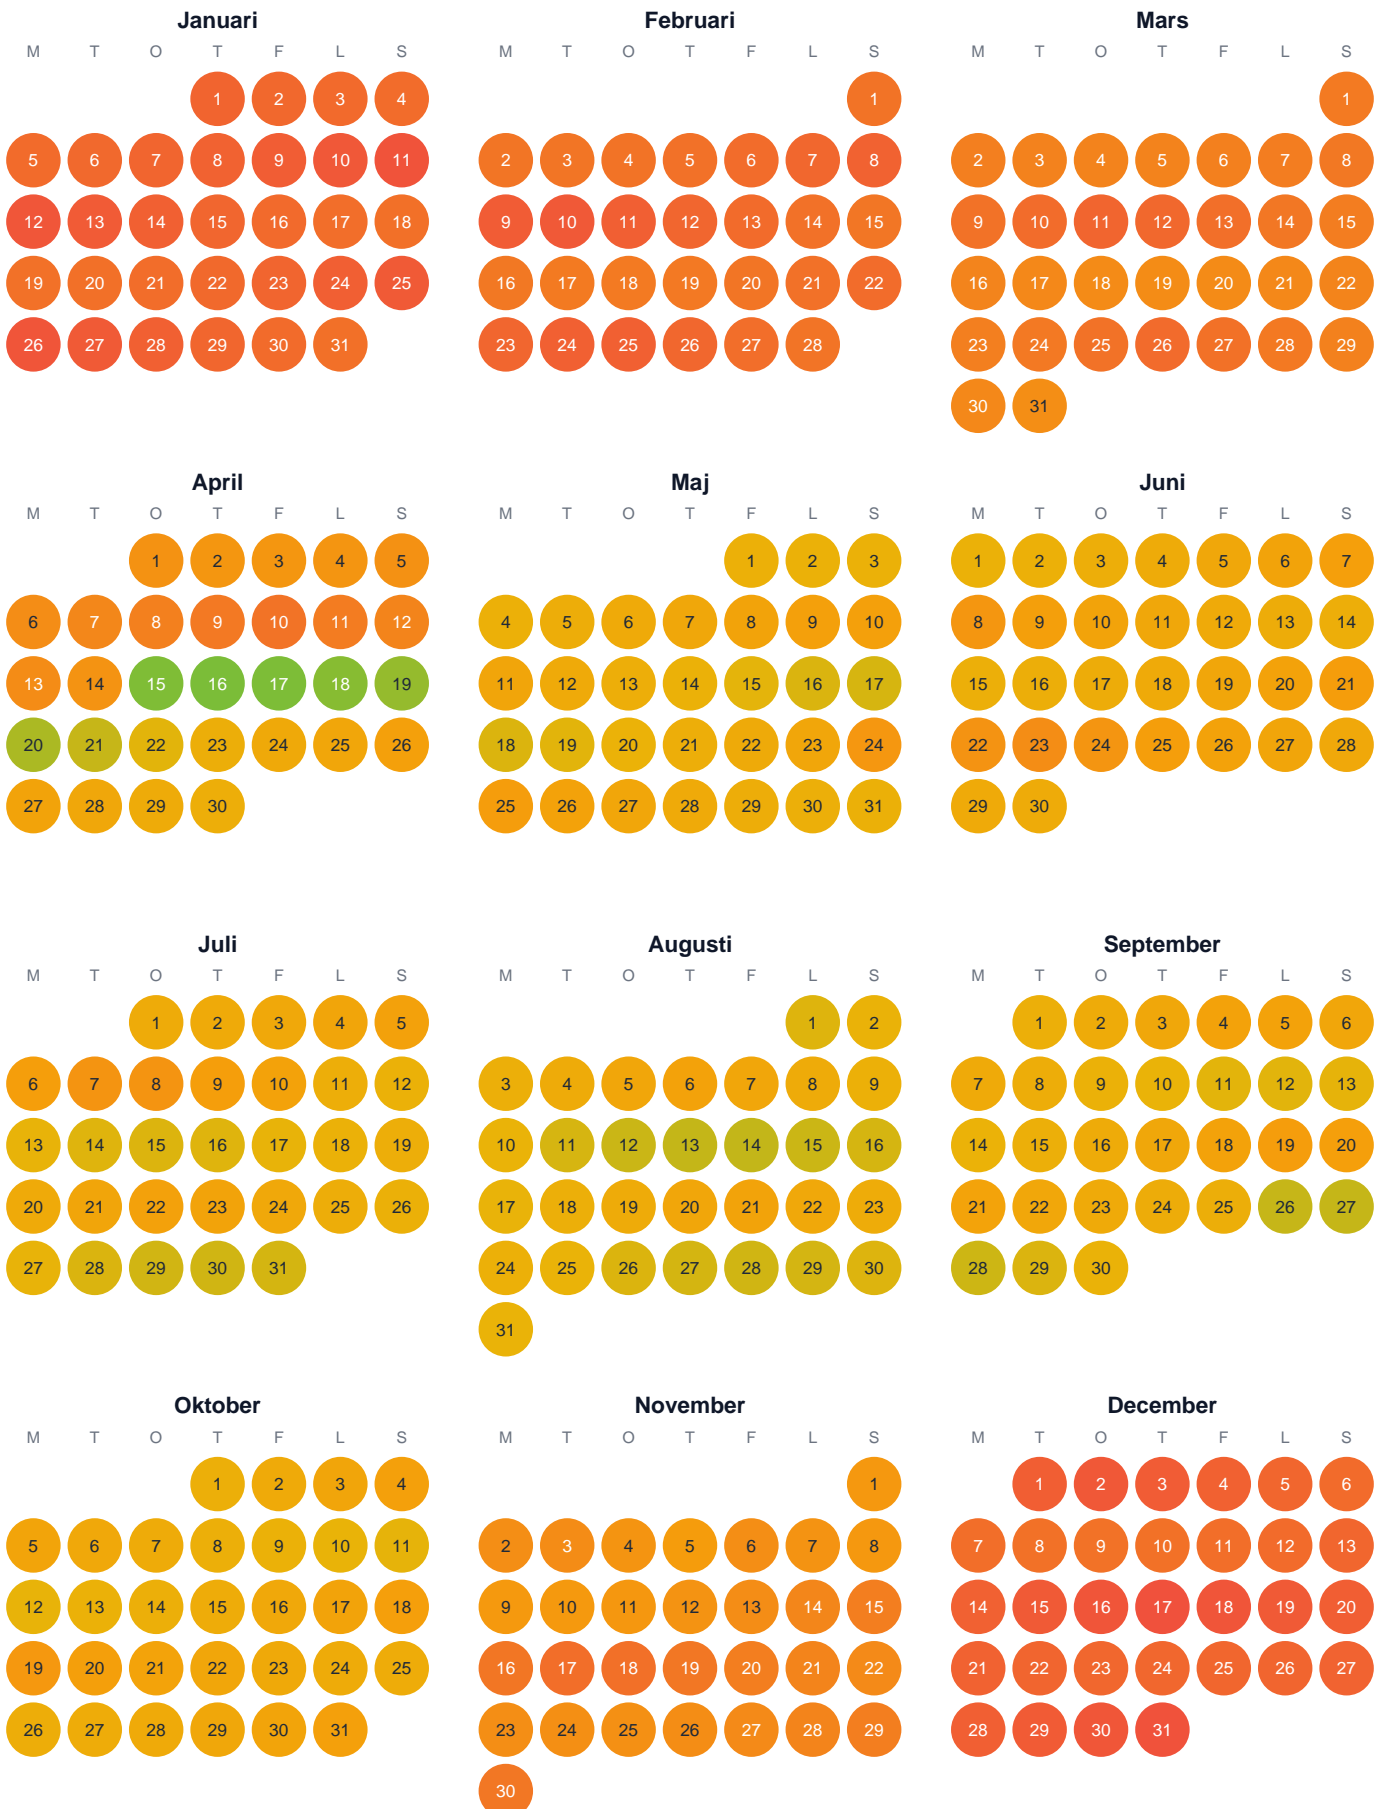 Januari Februari Mars
M T O T F L S M T O T F L S M T O T F L S
1 2 3 4 1 1
5 6 7 8 9 10 11 2 3 4 5 6 7 8 2 3 4 5 6 7 8
12 13 14 15 16 17 18 9 10 11 12 13 14 15 9 10 11 12 13 14 15
19 20 21 22 23 24 25 16 17 18 19 20 21 22 16 17 18 19 20 21 22
26 27 28 29 30 31 23 24 25 26 27 28 23 24 25 26 27 28 29
30 31
April Maj Juni
M T O T F L S M T O T F L S M T O T F L S
1 2 3 4 5 1 2 3 1 2 3 4 5 6 7
6 7 8 9 10 11 12 4 5 6 7 8 9 10 8 9 10 11 12 13 14
13 14 15 16 17 18 19 11 12 13 14 15 16 17 15 16 17 18 19 20 21
20 21 22 23 24 25 26 18 19 20 21 22 23 24 22 23 24 25 26 27 28
27 28 29 30 25 26 27 28 29 30 31 29 30
Juli Augusti September
M T O T F L S M T O T F L S M T O T F L S
1 2 3 4 5 1 2 1 2 3 4 5 6
6 7 8 9 10 11 12 3 4 5 6 7 8 9 7 8 9 10 11 12 13
13 14 15 16 17 18 19 10 11 12 13 14 15 16 14 15 16 17 18 19 20
20 21 22 23 24 25 26 17 18 19 20 21 22 23 21 22 23 24 25 26 27
27 28 29 30 31 24 25 26 27 28 29 30 28 29 30
31
Oktober November December
M T O T F L S M T O T F L S M T O T F L S
1 2 3 4 1 1 2 3 4 5 6
5 6 7 8 9 10 11 2 3 4 5 6 7 8 7 8 9 10 11 12 13
12 13 14 15 16 17 18 9 10 11 12 13 14 15 14 15 16 17 18 19 20
19 20 21 22 23 24 25 16 17 18 19 20 21 22 21 22 23 24 25 26 27
26 27 28 29 30 31 23 24 25 26 27 28 29 28 29 30 31
30